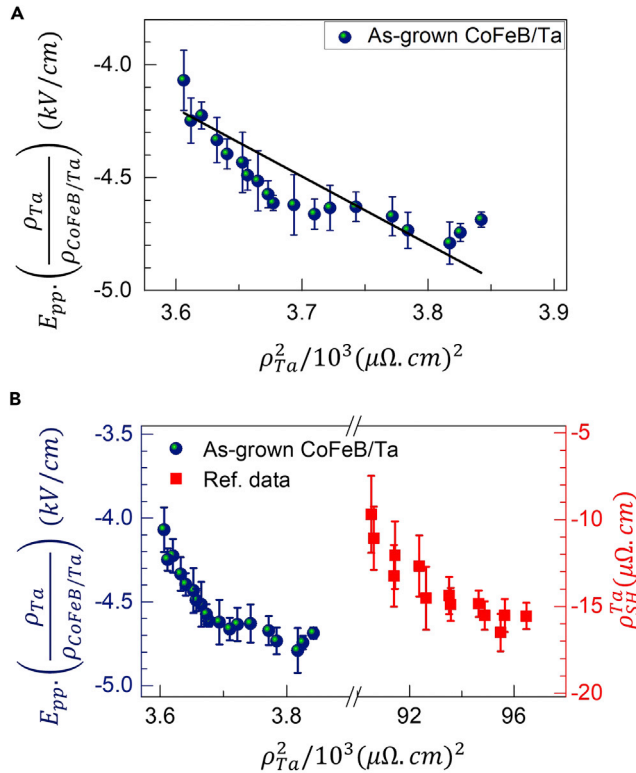 A
As-grown CoFeB/Ta
-4.0
-4.5
-5.0
E_pp·(ρ_Ta/ρ_CoFeB/Ta) (kV/cm)
3.6 3.7 3.8 3.9
ρ²_Ta/10³(μΩ.cm)²
B
As-grown CoFeB/Ta
Ref. data
-3.5
-4.0
-4.5
-5.0
E_pp·(ρ_Ta/ρ_CoFeB/Ta) (kV/cm)
-5
-10
-15
-20
ρ^Ta_SH(μΩ.cm)
3.6 3.8 92 96
ρ²_Ta/10³(μΩ.cm)²